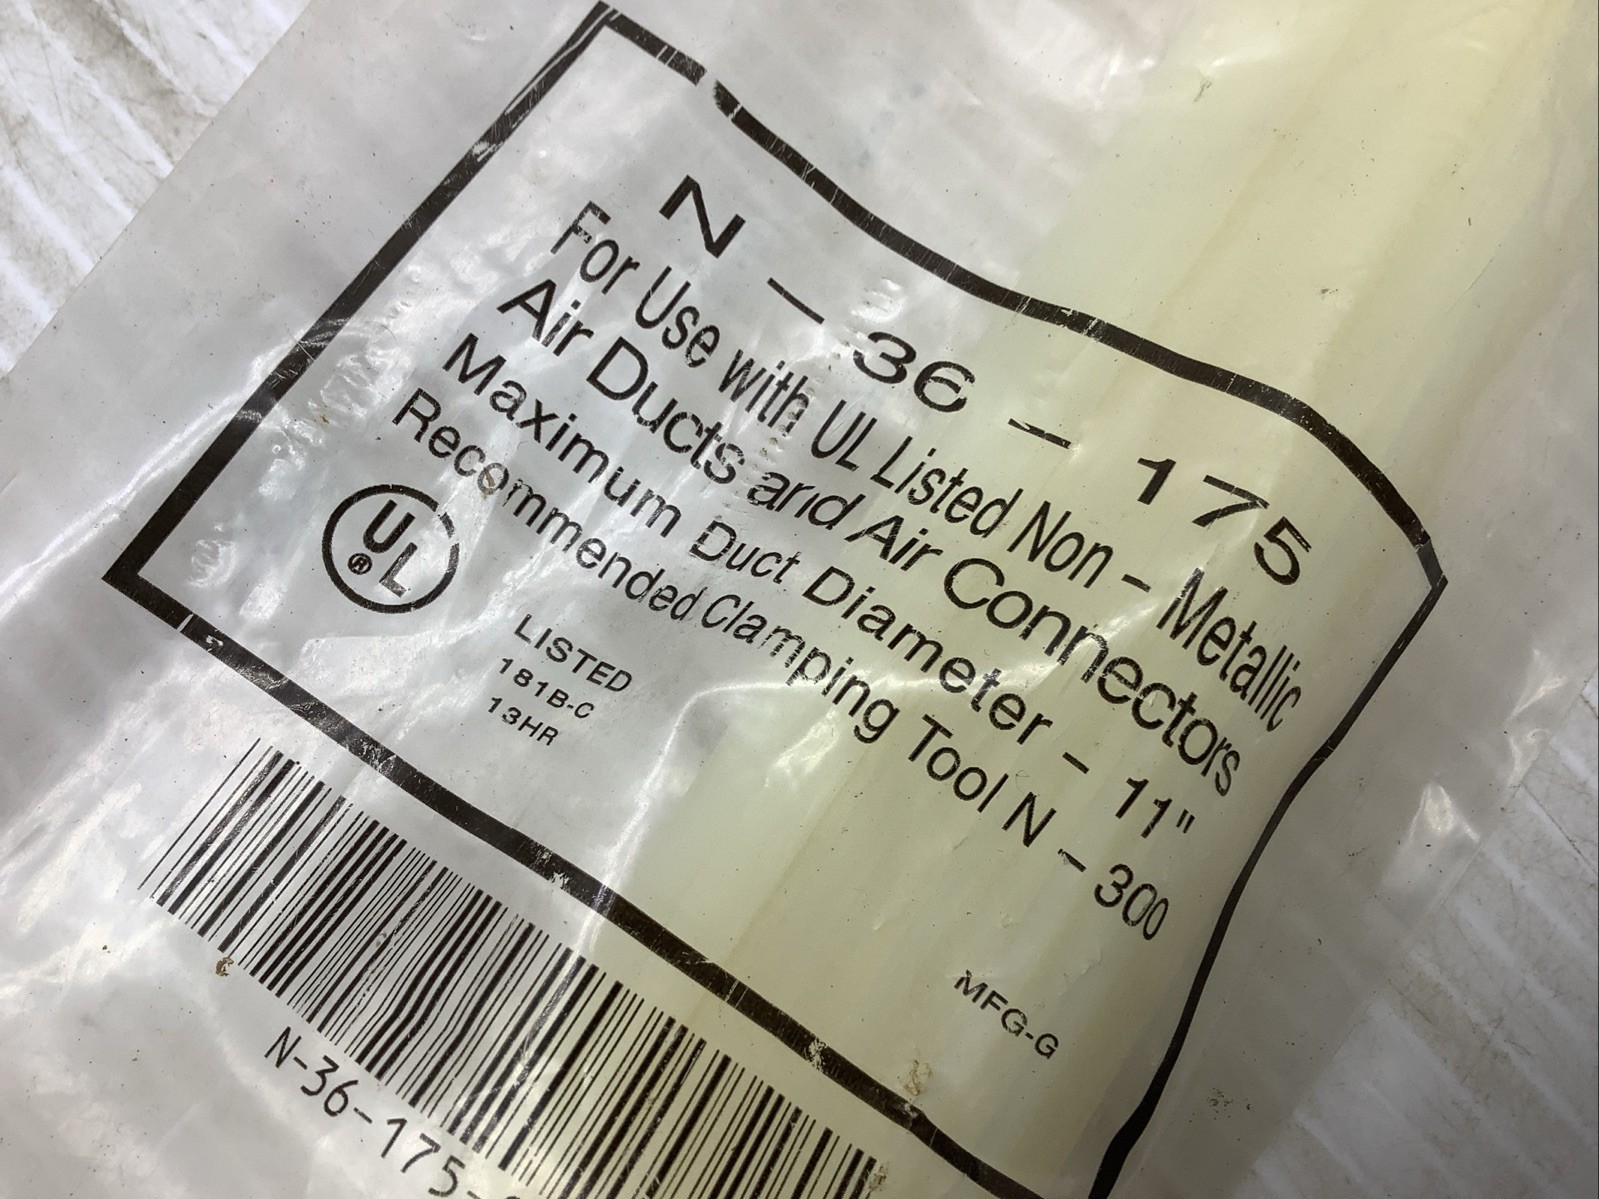 N - 36 - 175
For Use with UL Listed Non - Metallic
Air Ducts and Air Connectors
Maximum Duct Diameter - 11"
Recommended Clamping Tool N - 300
UL
®
LISTED
181B-C
13HR
MFG-G
N-36-175-